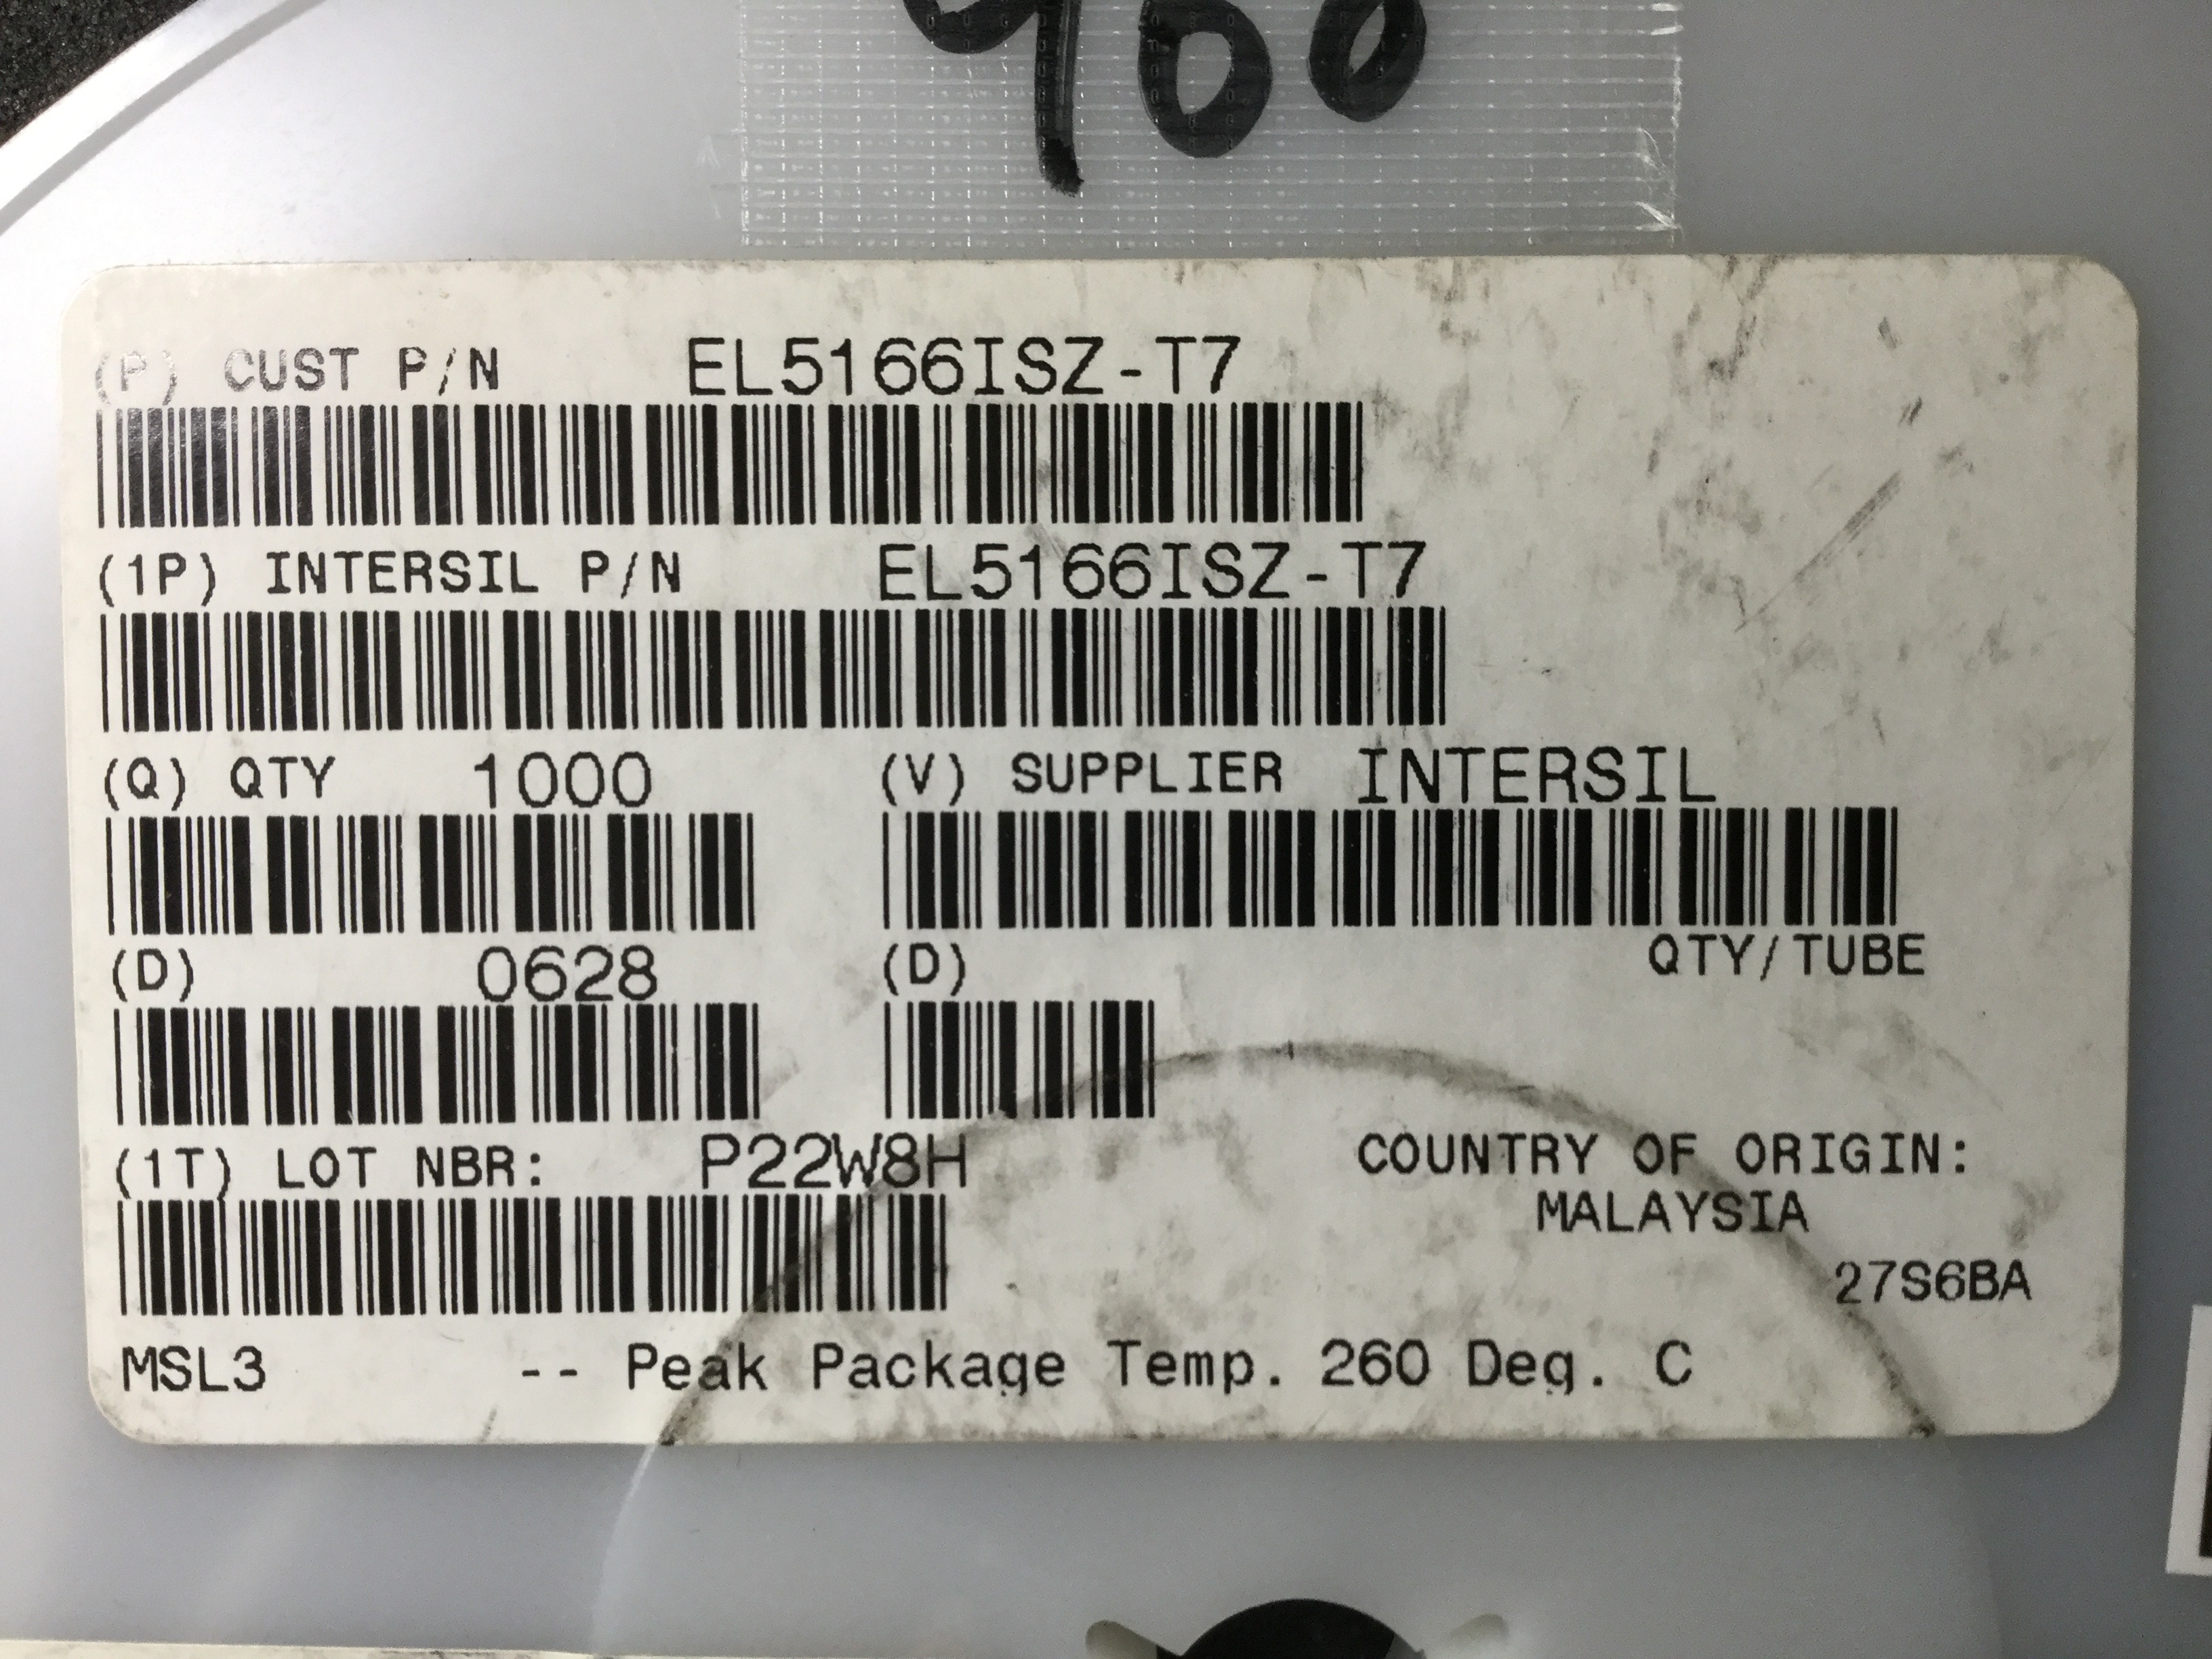 (P) CUST P/N EL5166ISZ-T7
(1P) INTERSIL P/N EL5166ISZ-T7
(Q) QTY 1000 (V) SUPPLIER INTERSIL
(D) 0628 (D) QTY/TUBE
(1T) LOT NBR: P22W8H COUNTRY OF ORIGIN:
MALAYSIA
27S6BA
MSL3 -- Peak Package Temp. 260 Deg. C